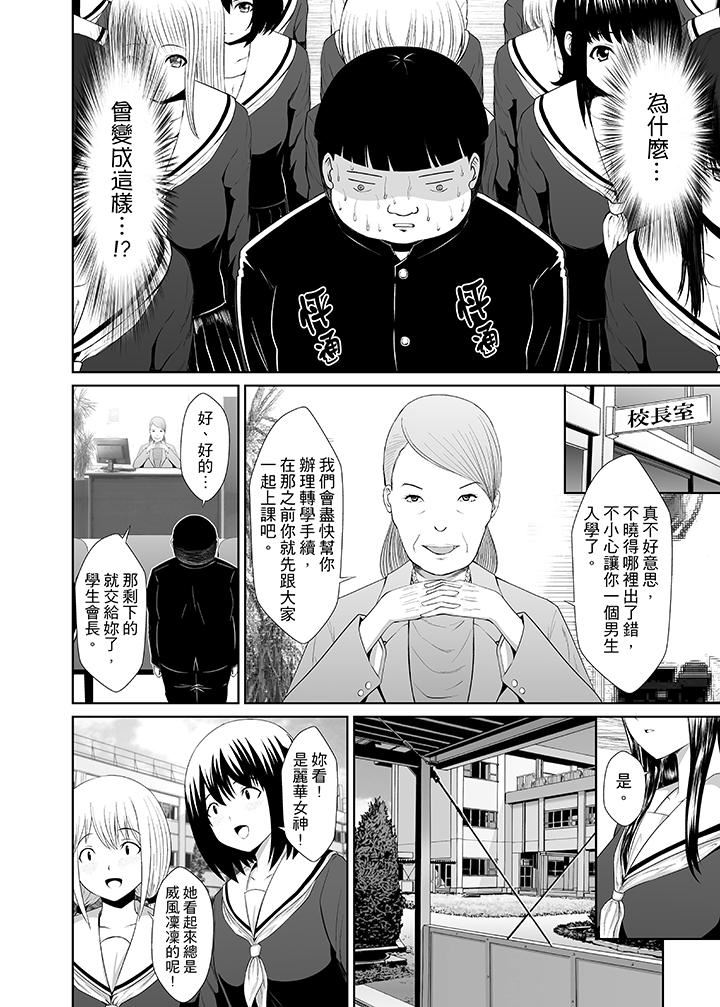 為什麼…
會變成這樣…!?
怦通
怦通
校長室
真不好意思，
不曉得哪裡出了錯，
不小心讓你一個男生
入學了。
我們會盡快幫你
辦理轉學手續，
在那之前你就先跟大家
一起上課吧。
好、好的…
那剩下的
就交給妳了，
學生會長。
是。
妳看！
是麗華女神！
她看起來總是
威風凜凜的呢！